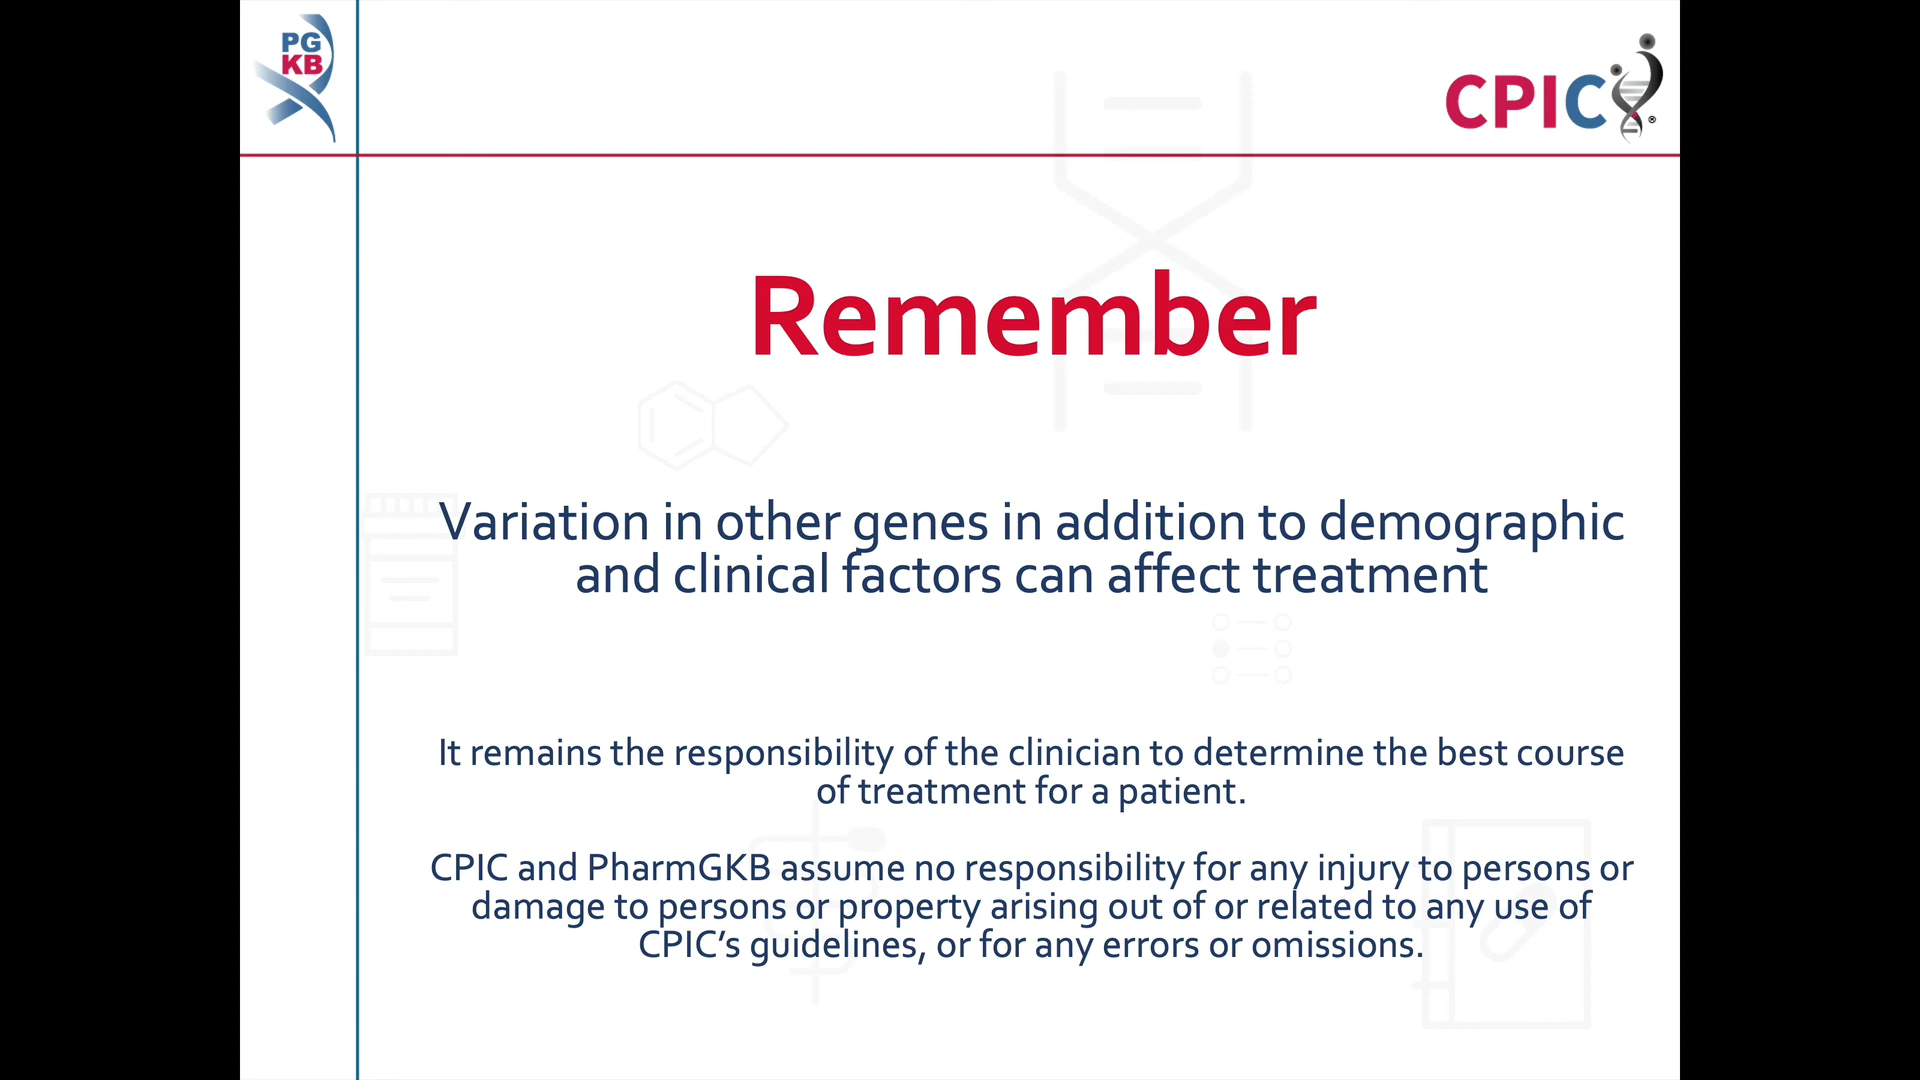 PG
KB
CPIC®
Remember
Variation in other genes in addition to demographic
and clinical factors can affect treatment
It remains the responsibility of the clinician to determine the best course
of treatment for a patient.
CPIC and PharmGKB assume no responsibility for any injury to persons or
damage to persons or property arising out of or related to any use of
CPIC’s guidelines, or for any errors or omissions.